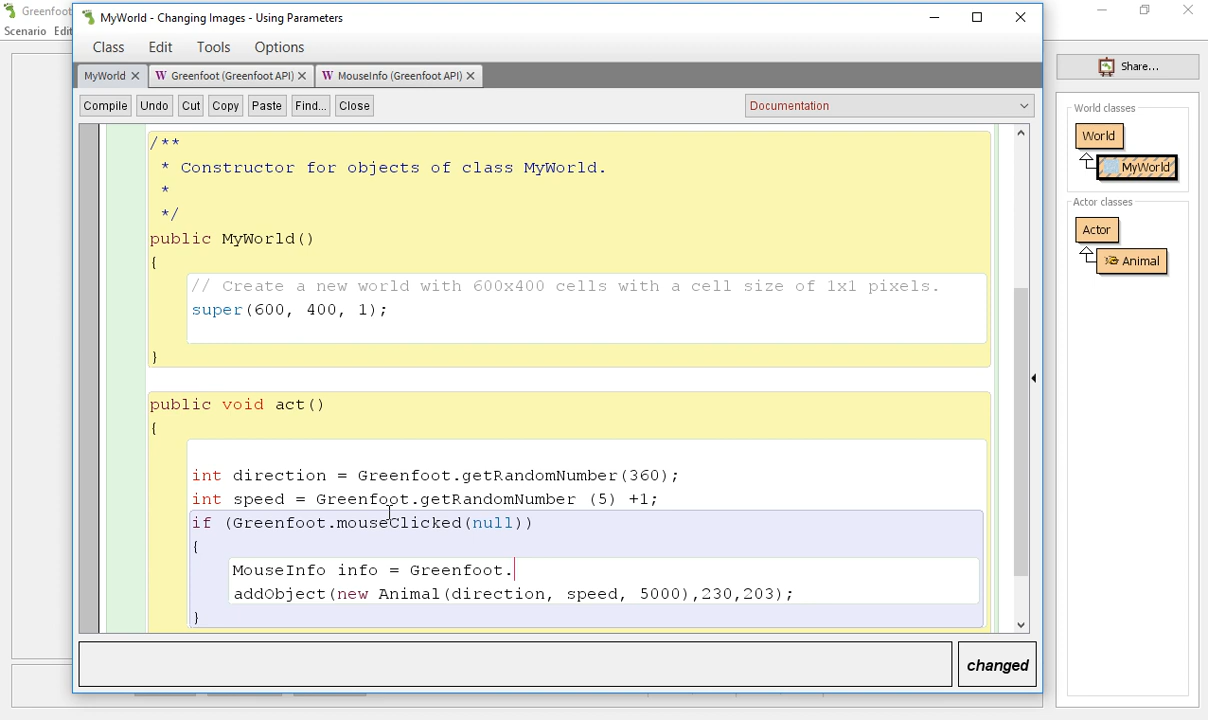 Greenfoot
Scenario Edit
MyWorld - Changing Images - Using Parameters
Class Edit Tools Options
MyWorld × W Greenfoot (Greenfoot API) × W MouseInfo (Greenfoot API) ×
Compile Undo Cut Copy Paste Find... Close Documentation
/**
* Constructor for objects of class MyWorld.
*
*/
public MyWorld()
{
// Create a new world with 600x400 cells with a cell size of 1x1 pixels.
super(600, 400, 1);
}
public void act()
{
int direction = Greenfoot.getRandomNumber(360);
int speed = Greenfoot.getRandomNumber (5) +1;
if (Greenfoot.mouseClicked(null))
{
MouseInfo info = Greenfoot.
addObject(new Animal(direction, speed, 5000),230,203);
}
changed
Share...
World classes
World
MyWorld
Actor classes
Actor
Animal